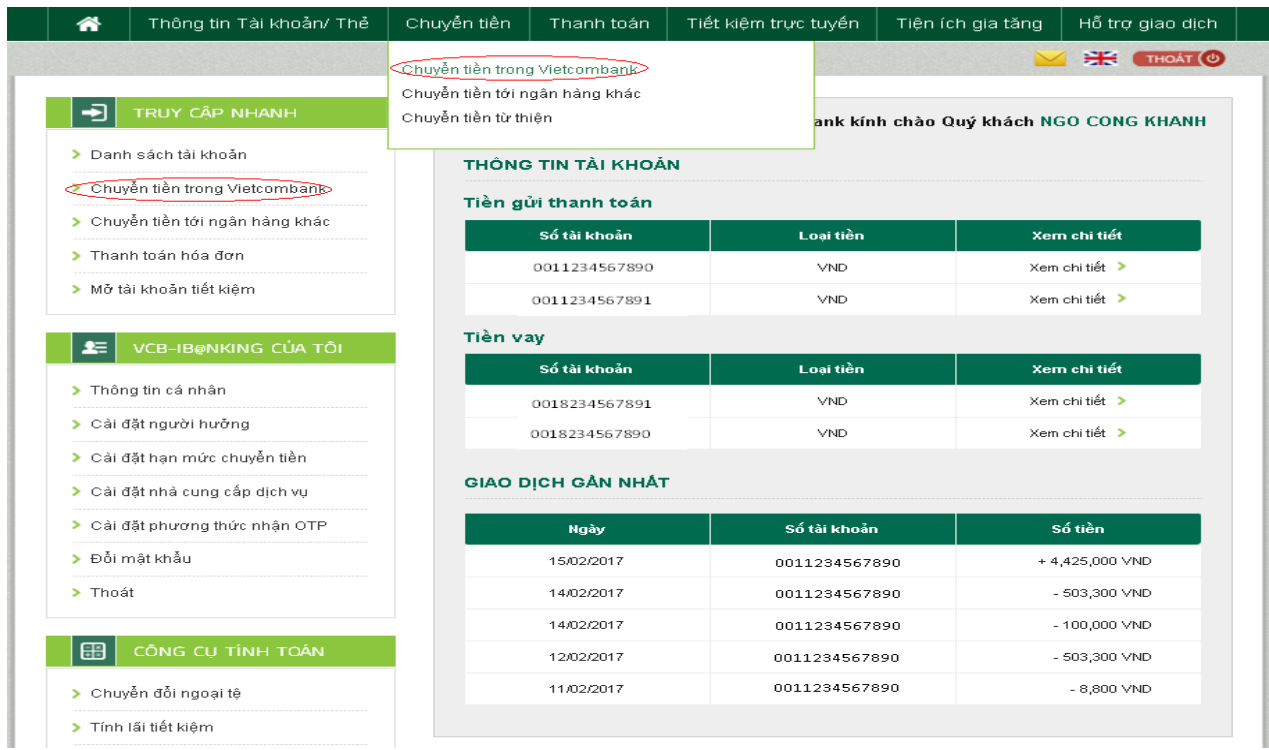 Thông tin Tài khoản/ Thẻ Chuyển tiền Thanh toán Tiết kiệm trực tuyến Tiện ích gia tăng Hỗ trợ giao dịch
Chuyển tiền trong Vietcombank
Chuyển tiền tới ngân hàng khác
Chuyển tiền từ thiện
THOÁT
TRUY CẬP NHANH
Danh sách tài khoản
Chuyển tiền trong Vietcombank
Chuyển tiền tới ngân hàng khác
Thanh toán hóa đơn
Mở tài khoản tiết kiệm
VCB-IB@NKING CỦA TÔI
Thông tin cá nhân
Cài đặt người hưởng
Cài đặt hạn mức chuyển tiền
Cài đặt nhà cung cấp dịch vụ
Cài đặt phương thức nhận OTP
Đổi mật khẩu
Thoát
CÔNG CỤ TÍNH TOÁN
Chuyển đổi ngoại tệ
Tính lãi tiết kiệm
ank kính chào Quý khách NGO CONG KHANH
THÔNG TIN TÀI KHOẢN
Tiền gửi thanh toán
Số tài khoản Loại tiền Xem chi tiết
0011234567890 VND Xem chi tiết
0011234567891 VND Xem chi tiết
Tiền vay
Số tài khoản Loại tiền Xem chi tiết
0018234567891 VND Xem chi tiết
0018234567890 VND Xem chi tiết
GIAO DỊCH GẦN NHẤT
Ngày Số tài khoản Số tiền
15/02/2017 0011234567890 + 4,425,000 VND
14/02/2017 0011234567890 - 503,300 VND
14/02/2017 0011234567890 - 100,000 VND
12/02/2017 0011234567890 - 503,300 VND
11/02/2017 0011234567890 - 8,800 VND